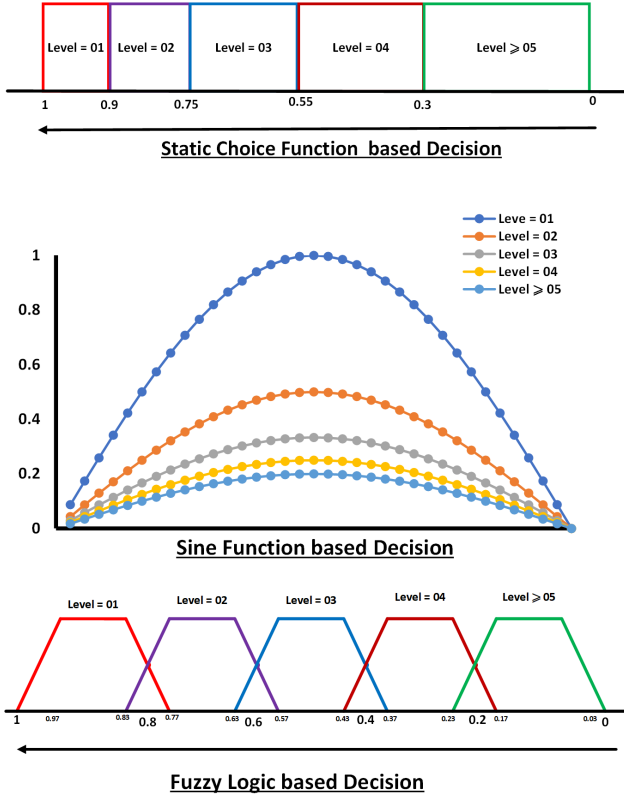 Level = 01 Level = 02 Level = 03 Level = 04 Level ⩾ 05
1 0.9 0.75 0.55 0.3 0
Static Choice Function based Decision
Leve = 01
Level = 02
Level = 03
Level = 04
Level ⩾ 05
1
0.8
0.6
0.4
0.2
0
Sine Function based Decision
Level = 01 Level = 02 Level = 03 Level = 04 Level ⩾ 05
1 0.97 0.83 0.8 0.77 0.63 0.6 0.57 0.43 0.4 0.37 0.23 0.2 0.17 0.03 0
Fuzzy Logic based Decision